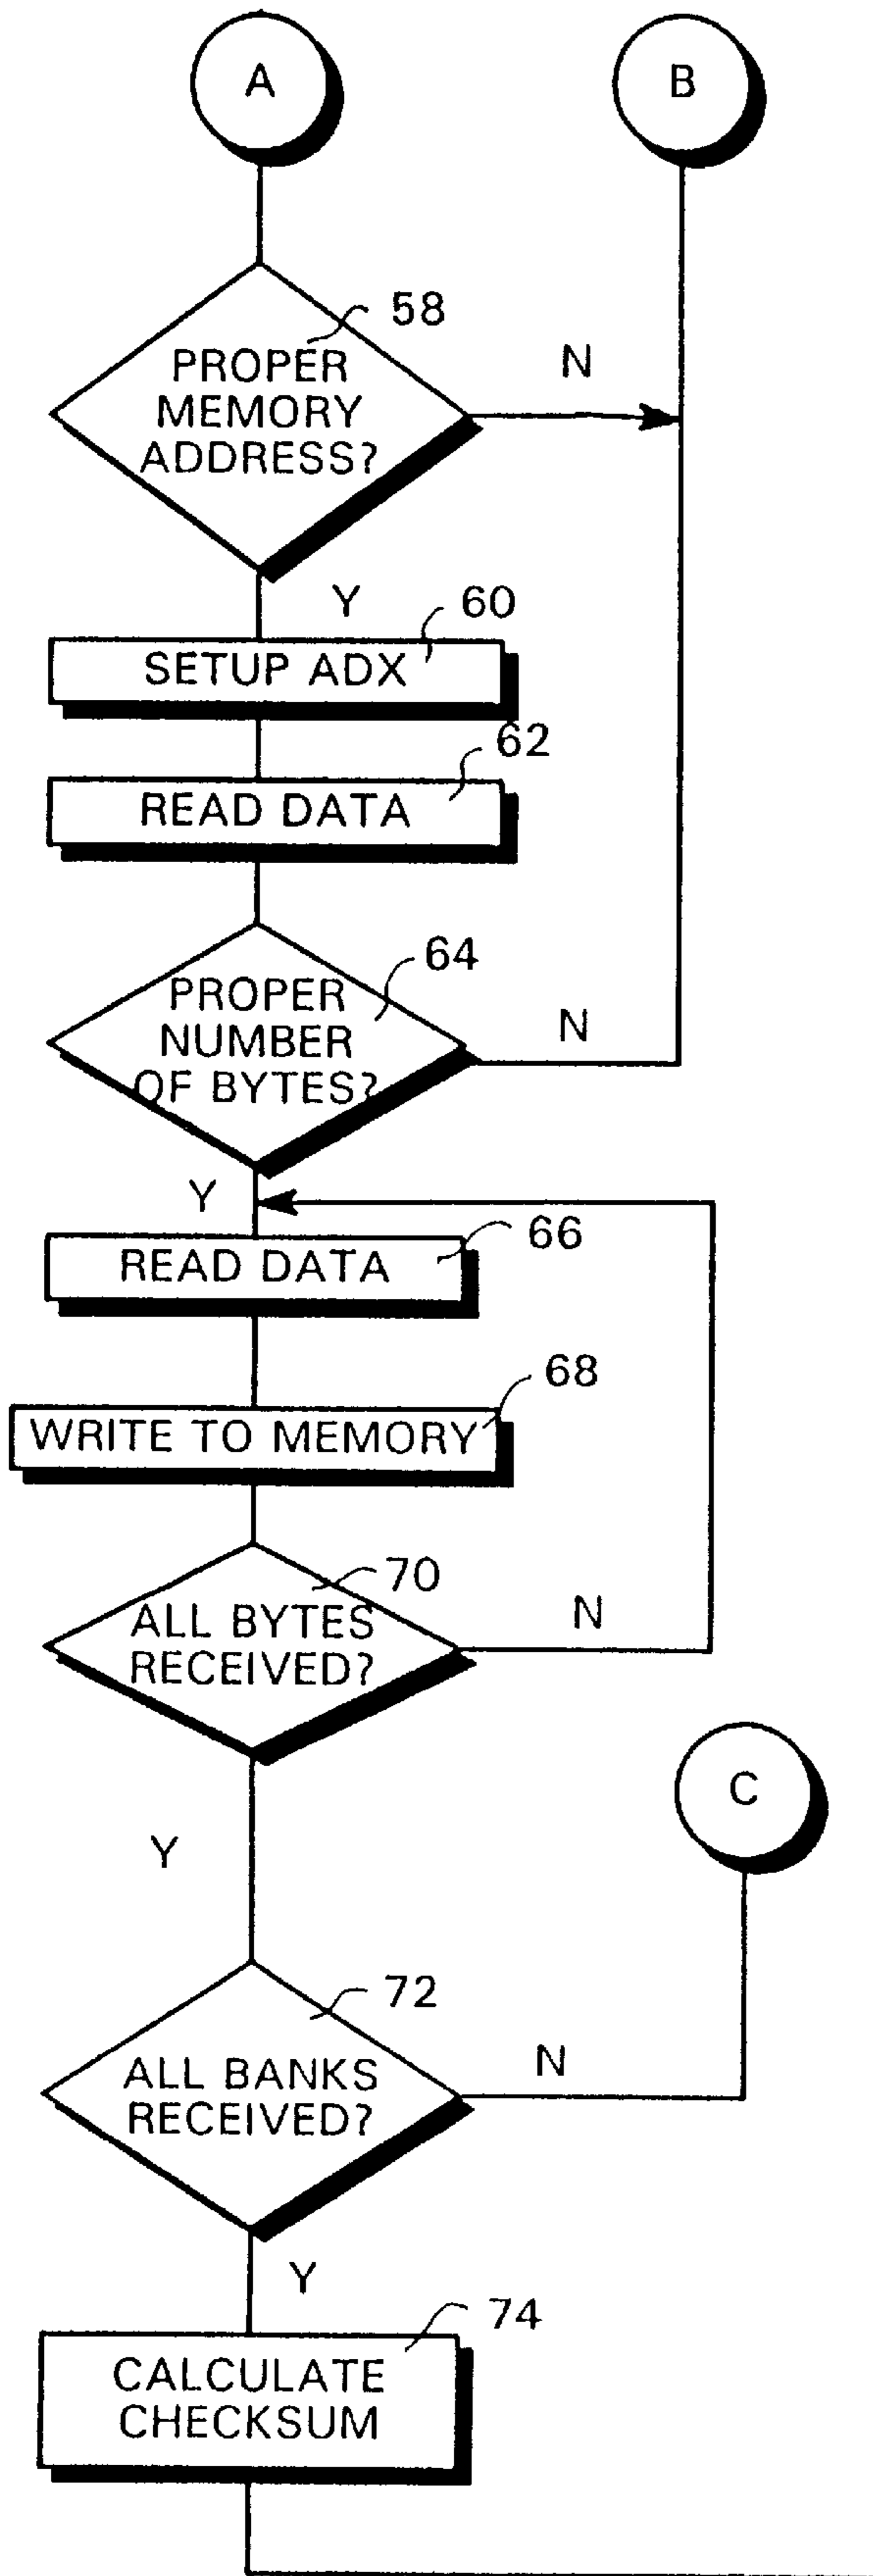 A
B
58
PROPER
MEMORY
ADDRESS?
N
Y
60
SETUP ADX
62
READ DATA
64
PROPER
NUMBER
OF BYTES?
N
Y
66
READ DATA
68
WRITE TO MEMORY
70
ALL BYTES
RECEIVED?
N
C
Y
72
ALL BANKS
RECEIVED?
N
Y
74
CALCULATE
CHECKSUM